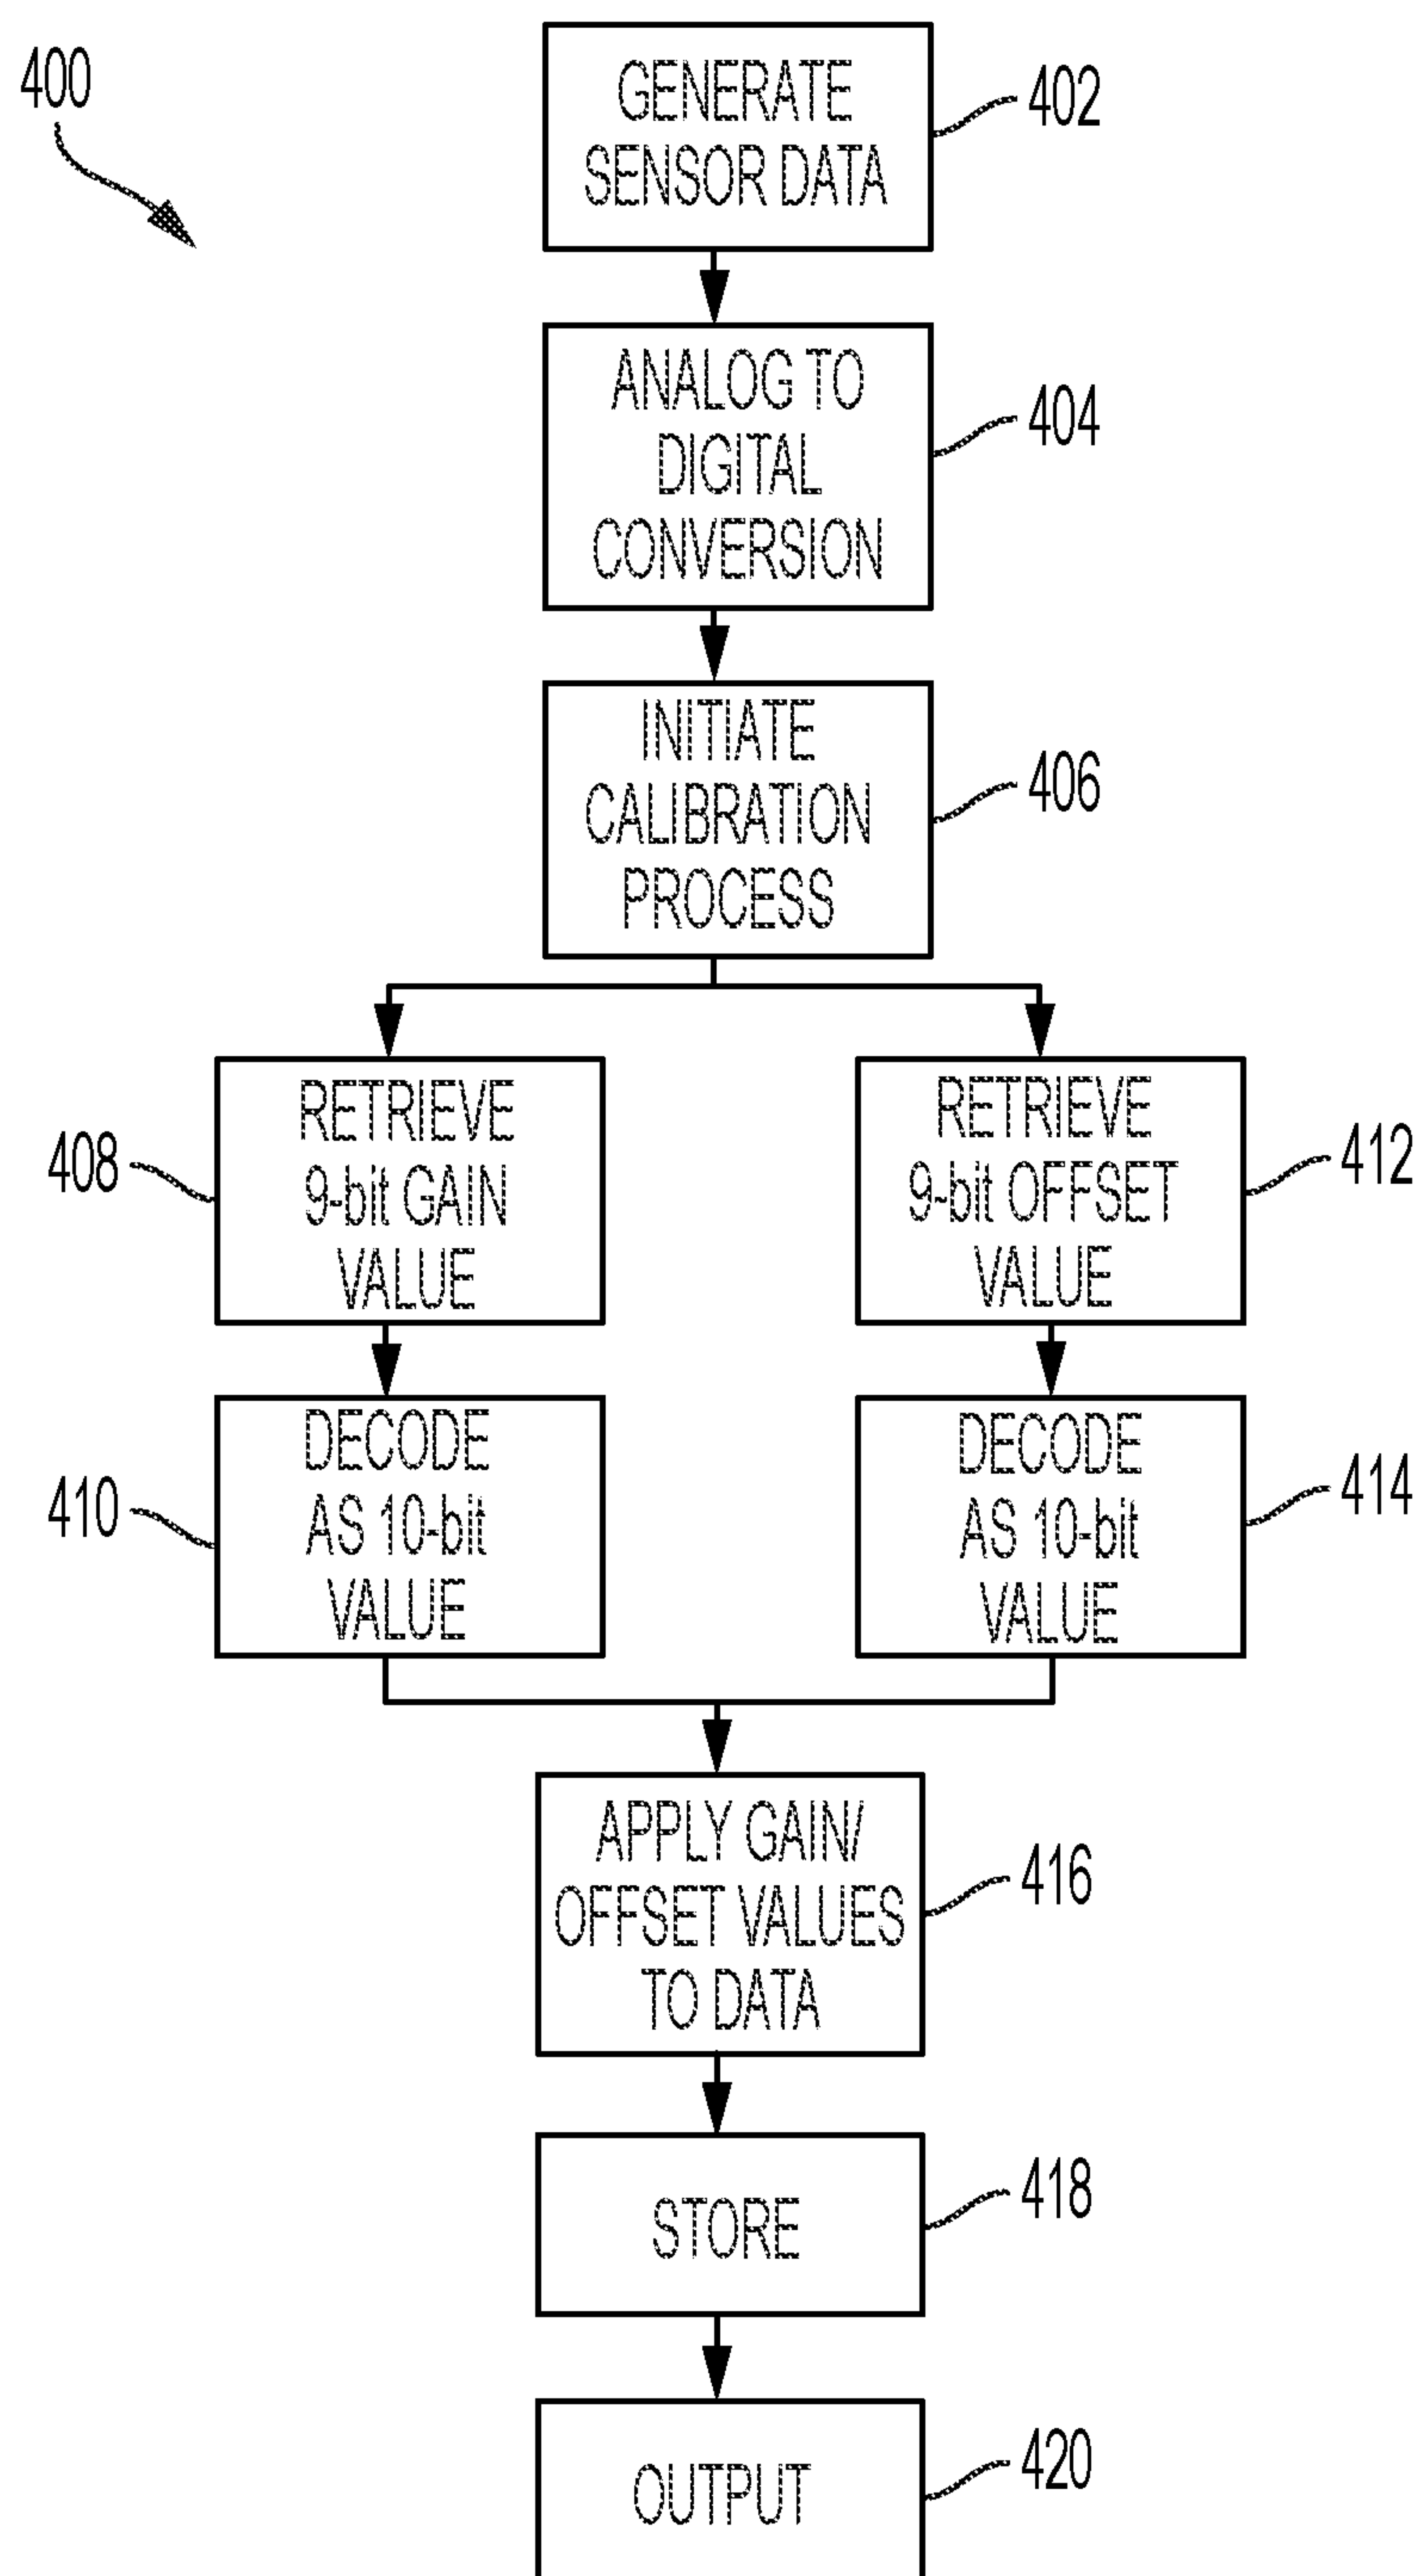 400
GENERATE
SENSOR DATA
402
ANALOG TO
DIGITAL
CONVERSION
404
INITIATE
CALIBRATION
PROCESS
406
RETRIEVE
9-bit GAIN
VALUE
408
RETRIEVE
9-bit OFFSET
VALUE
412
DECODE
AS 10-bit
VALUE
410
DECODE
AS 10-bit
VALUE
414
APPLY GAIN/
OFFSET VALUES
TO DATA
416
STORE
418
OUTPUT
420